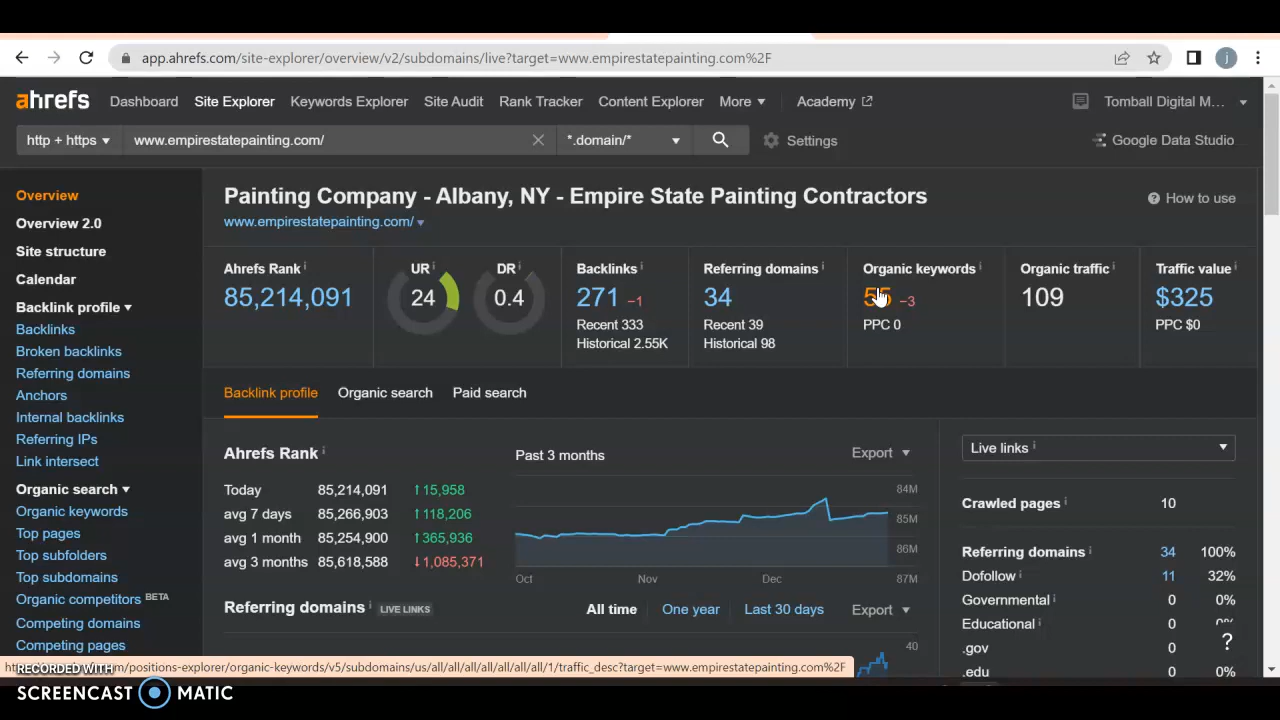 app.ahrefs.com/site-explorer/overview/v2/subdomains/live?target=www.empirestatepainting.com%2F
j
ahrefs
Dashboard
Site Explorer
Keywords Explorer
Site Audit
Rank Tracker
Content Explorer
More
Academy
Tomball Digital M...
http + https
www.empirestatepainting.com/
*.domain/*
Settings
Google Data Studio
Overview
Overview 2.0
Site structure
Calendar
Backlink profile
Backlinks
Broken backlinks
Referring domains
Anchors
Internal backlinks
Referring IPs
Link intersect
Organic search
Organic keywords
Top pages
Top subfolders
Top subdomains
Organic competitors BETA
Competing domains
Competing pages
Painting Company - Albany, NY - Empire State Painting Contractors
How to use
www.empirestatepainting.com/
Ahrefs Rank
85,214,091
UR
24
DR
0.4
Backlinks
271 −1
Recent 333
Historical 2.55K
Referring domains
34
Recent 39
Historical 98
Organic keywords
55 −3
PPC 0
Organic traffic
109
Traffic value
$325
PPC $0
Backlink profile
Organic search
Paid search
Ahrefs Rank
Today 85,214,091 ↑15,958
avg 7 days 85,266,903 ↑118,206
avg 1 month 85,254,900 ↑365,936
avg 3 months 85,618,588 ↓1,085,371
Past 3 months
Export
84M
85M
86M
87M
Oct
Nov
Dec
Referring domains LIVE LINKS
All time
One year
Last 30 days
Export
40
Live links
Crawled pages 10
Referring domains 34 100%
Dofollow 11 32%
Governmental 0 0%
Educational 0 0%
.gov 0 0%
.edu 0 0%
?
m/positions-explorer/organic-keywords/v5/subdomains/us/all/all/all/all/all/all/all/1/traffic_desc?target=www.empirestatepainting.com%2F
RECORDED WITH
SCREENCAST MATIC